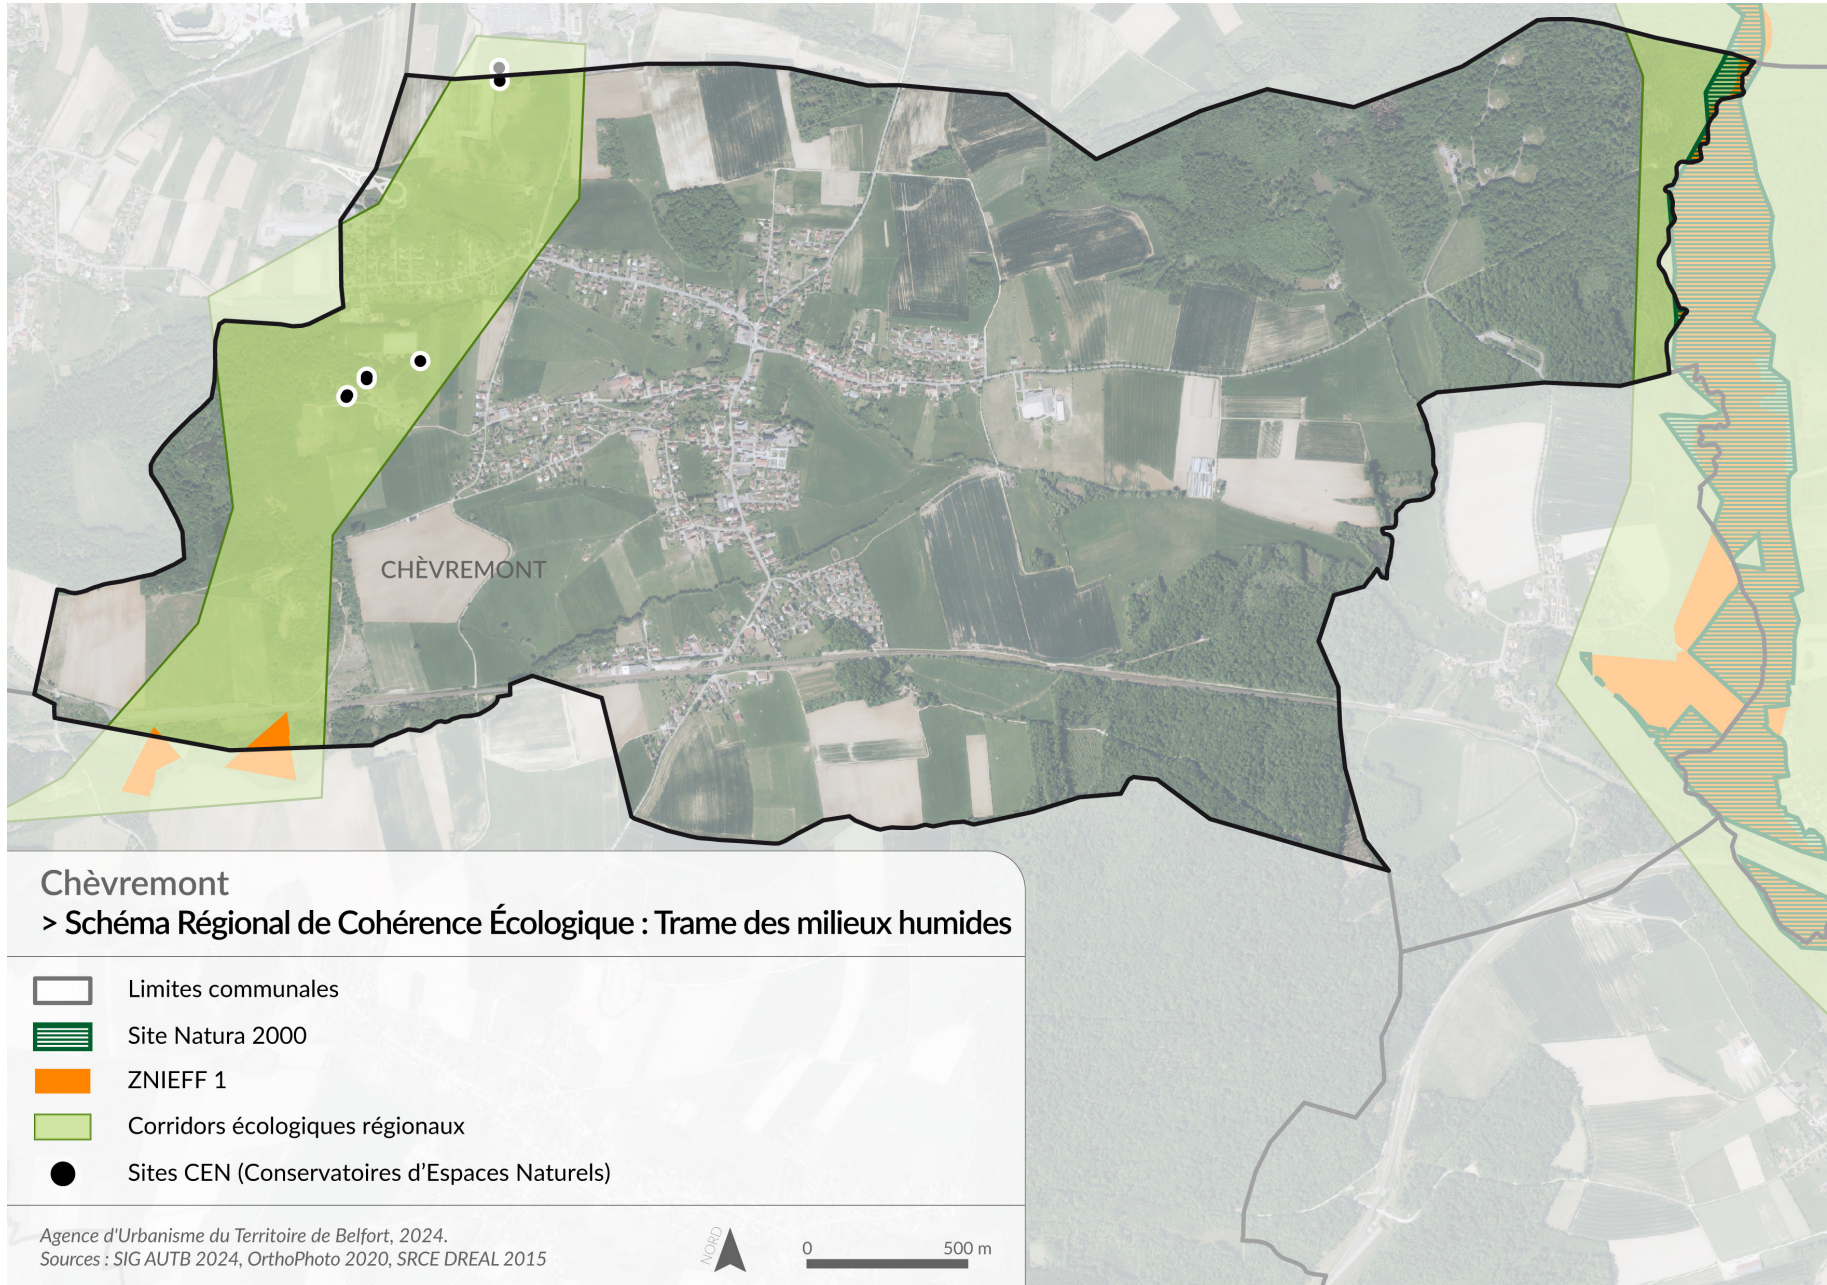 CHÈVREMONT
Chèvremont
> Schéma Régional de Cohérence Écologique : Trame des milieux humides
Limites communales
Site Natura 2000
ZNIEFF 1
Corridors écologiques régionaux
Sites CEN (Conservatoires d’Espaces Naturels)
Agence d'Urbanisme du Territoire de Belfort, 2024.
Sources : SIG AUTB 2024, OrthoPhoto 2020, SRCE DREAL 2015
NORD
0 500 m